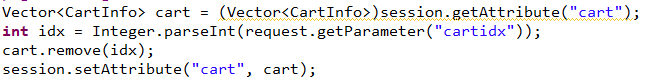 Vector<CartInfo> cart = (Vector<CartInfo>)session.getAttribute("cart");
int idx = Integer.parseInt(request.getParameter("cartidx"));
cart.remove(idx);
session.setAttribute("cart", cart);